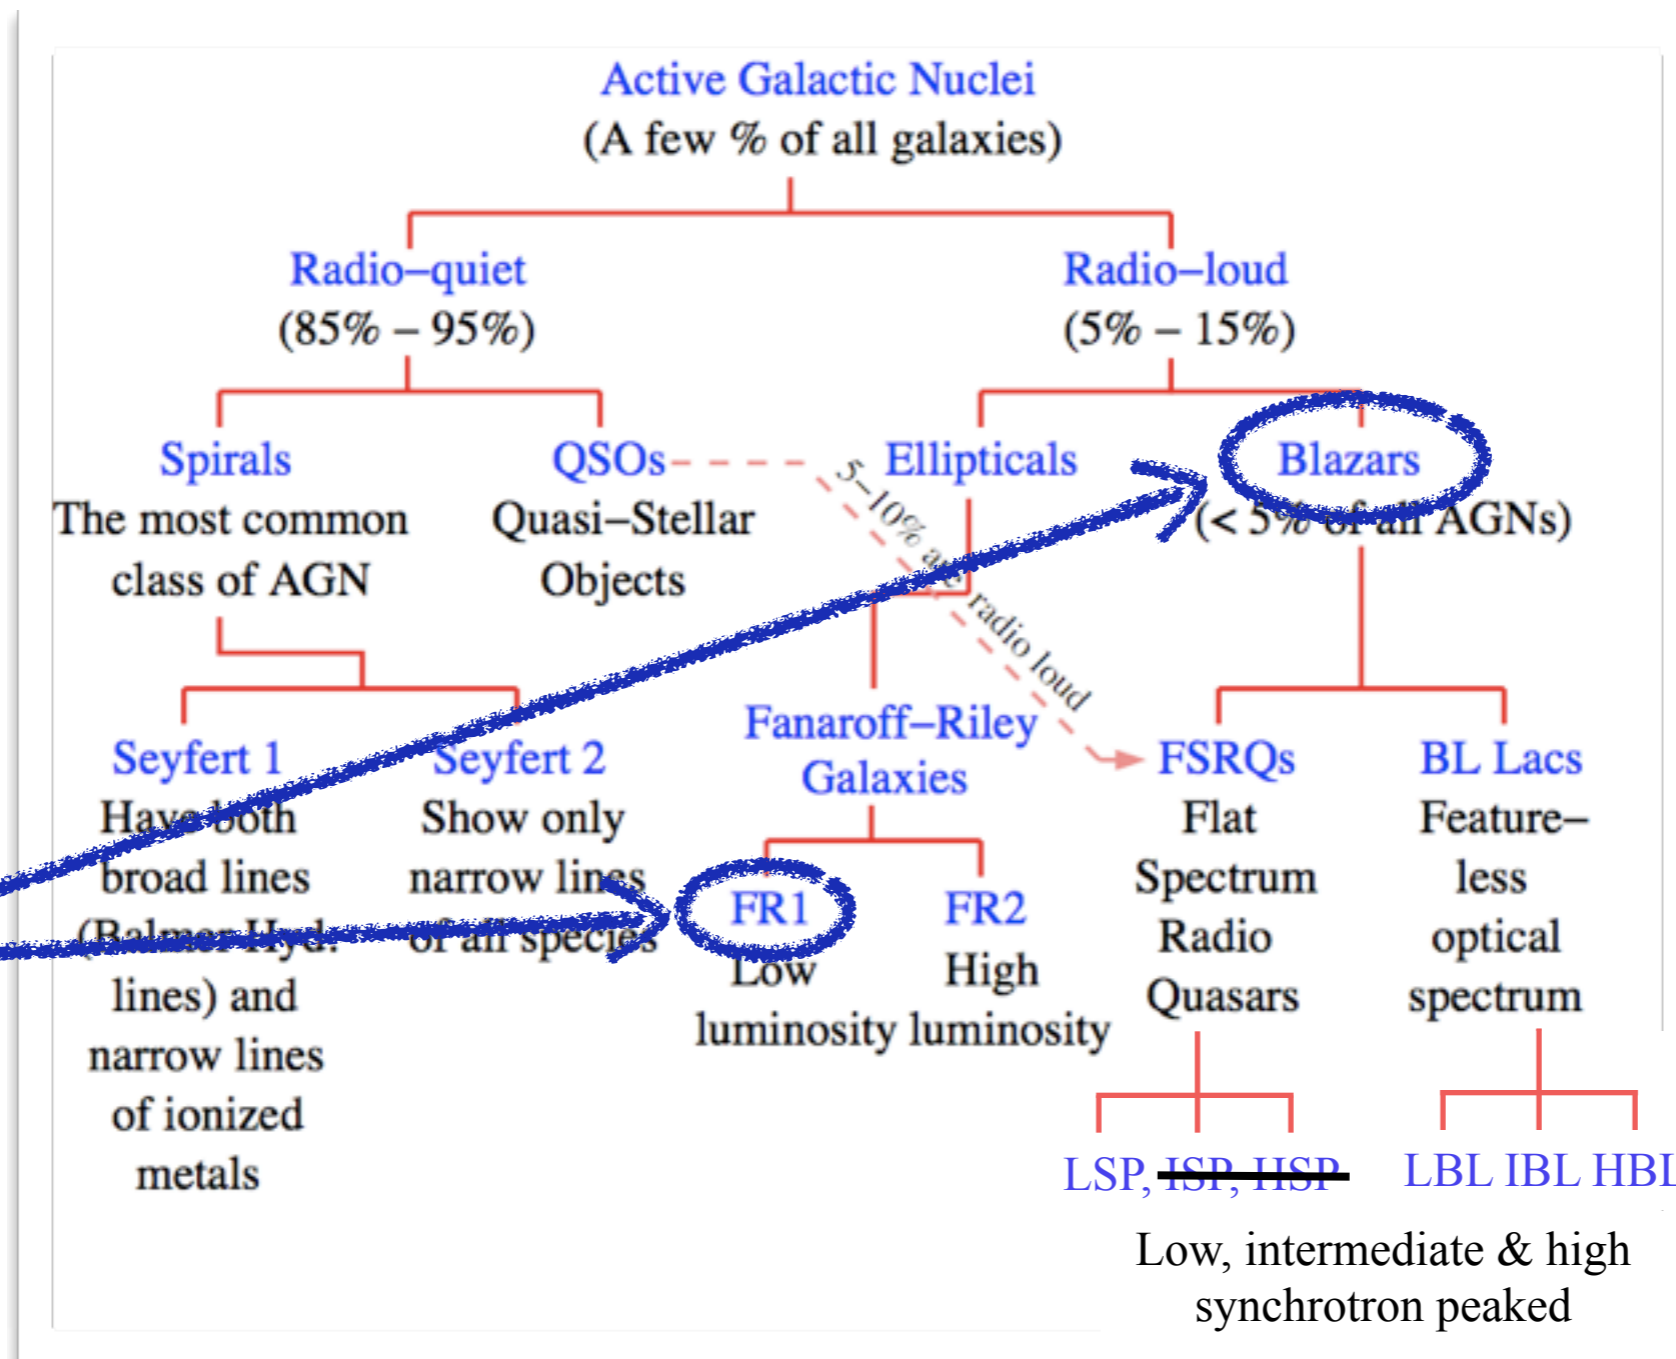 Active Galactic Nuclei
(A few % of all galaxies)
Radio–quiet
(85% – 95%)
Radio–loud
(5% – 15%)
Spirals
The most common
class of AGN
QSOs
Quasi–Stellar
Objects
5–10% are radio loud
Ellipticals
Blazars
(< 5% of all AGNs)
Seyfert 1
Have both
broad lines
(Balmer Hyd.
lines) and
narrow lines
of ionized
metals
Seyfert 2
Show only
narrow lines
of all species
Fanaroff–Riley
Galaxies
FR1
Low
luminosity
FR2
High
luminosity
FSRQs
Flat
Spectrum
Radio
Quasars
BL Lacs
Feature–
less
optical
spectrum
LSP, ISP, HSP
LBL IBL HBL
Low, intermediate & high
synchrotron peaked